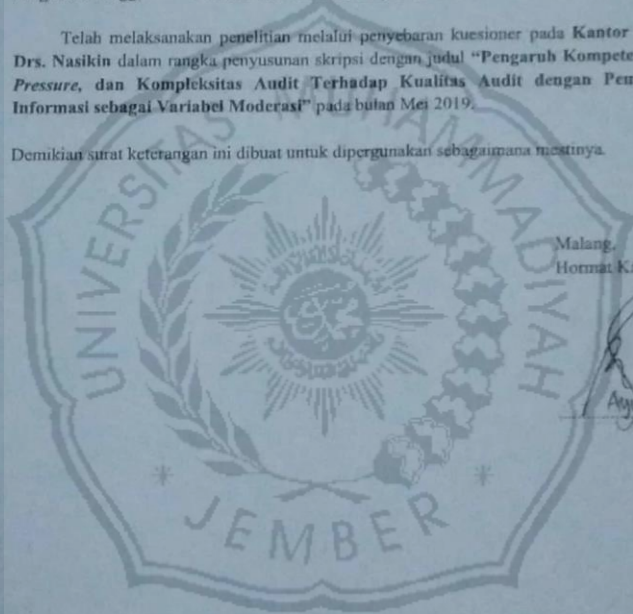 Telah melaksanakan penelitian melalui penyebaran kuesioner pada Kantor
Drs. Nasikin dalam rangka penyusunan skripsi dengan judul “Pengaruh Kompete
Pressure, dan Kompleksitas Audit Terhadap Kualitas Audit dengan Pem
Informasi sebagai Variabel Moderasi” pada bulan Mei 2019.
Demikian surat keterangan ini dibuat untuk dipergunakan sebagaimana mestinya.
Malang,
Hormat K
UNIVERSITAS MUHAMMADIYAH
JEMBER